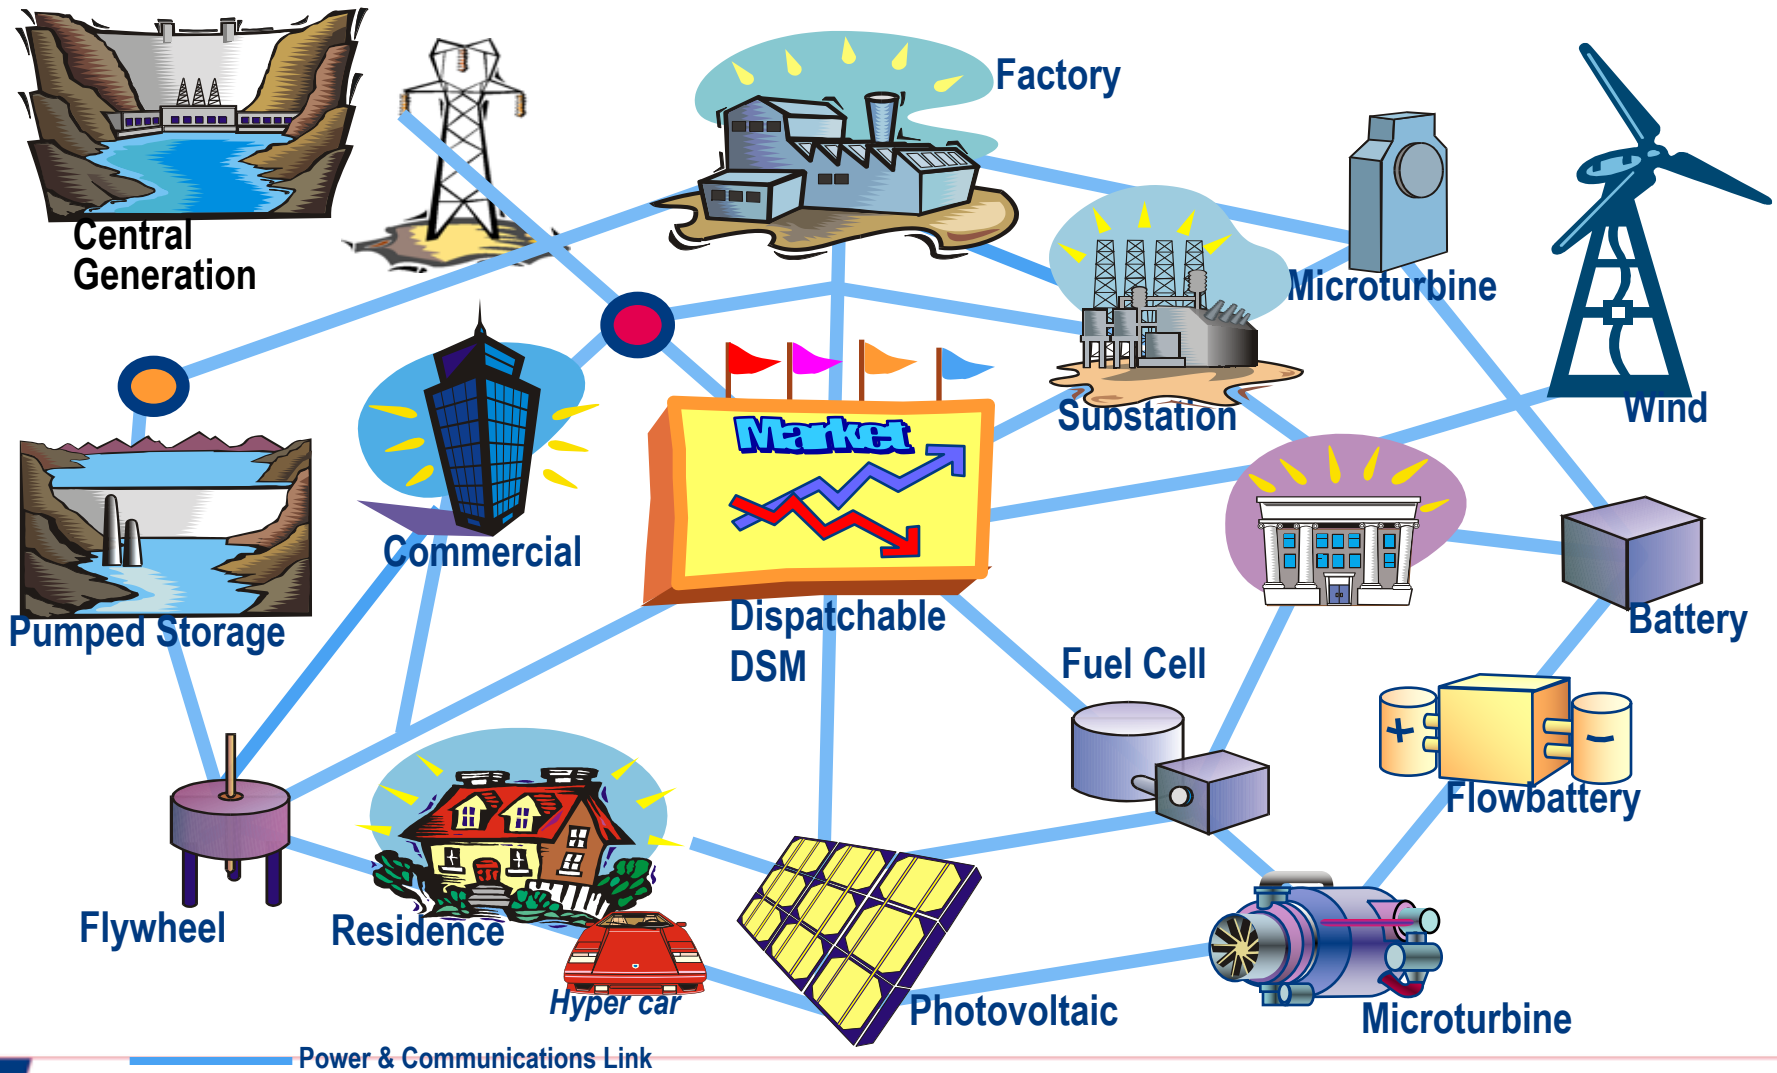 Factory
Central
Generation
Microturbine
Wind
Market
Substation
Commercial
Dispatchable
DSM
Pumped Storage
Battery
Fuel Cell
+
−
Flowbattery
Flywheel
Residence
Hyper car
Photovoltaic
Microturbine
Power & Communications Link